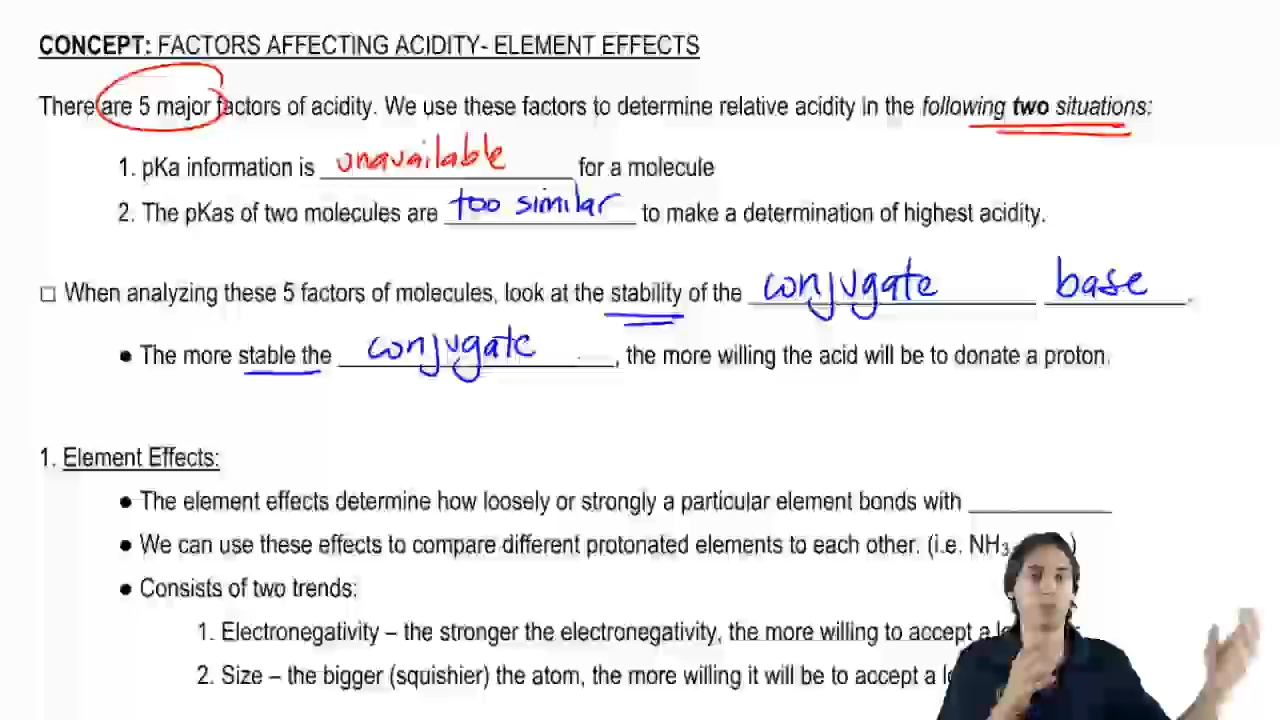 CONCEPT: FACTORS AFFECTING ACIDITY- ELEMENT EFFECTS
There are 5 major factors of acidity. We use these factors to determine relative acidity in the following two situations:
1. pKa information is unavailable for a molecule
2. The pKas of two molecules are too similar to make a determination of highest acidity.
□ When analyzing these 5 factors of molecules, look at the stability of the conjugate base.
● The more stable the conjugate, the more willing the acid will be to donate a proton.
1. Element Effects:
● The element effects determine how loosely or strongly a particular element bonds with ____________
● We can use these effects to compare different protonated elements to each other. (i.e. NH₃ )
● Consists of two trends:
1. Electronegativity – the stronger the electronegativity, the more willing to accept a
2. Size – the bigger (squishier) the atom, the more willing it will be to accept a